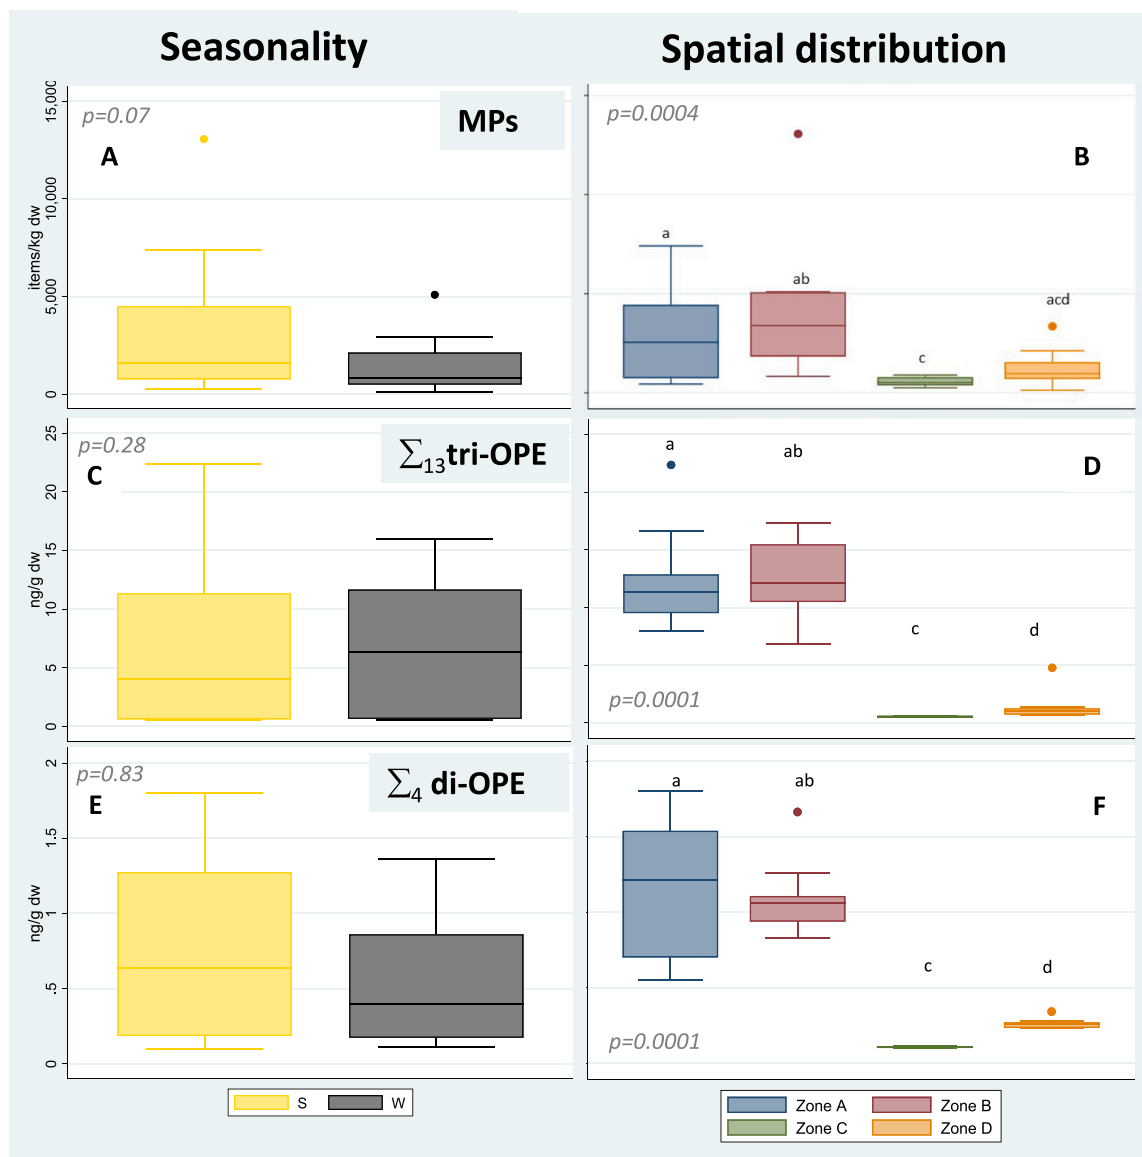 Seasonality
Spatial distribution
p=0.07
MPs
A
15,000
10,000
5,000
0
items/kg dw
p=0.0004
B
a
ab
c
acd
p=0.28
∑13tri-OPE
C
25
20
15
10
5
0
ng/g dw
a
ab
c
d
D
p=0.0001
p=0.83
∑4 di-OPE
E
2
1.5
1
.5
0
ng/g dw
a
ab
c
d
F
p=0.0001
S W
Zone A Zone B
Zone C Zone D